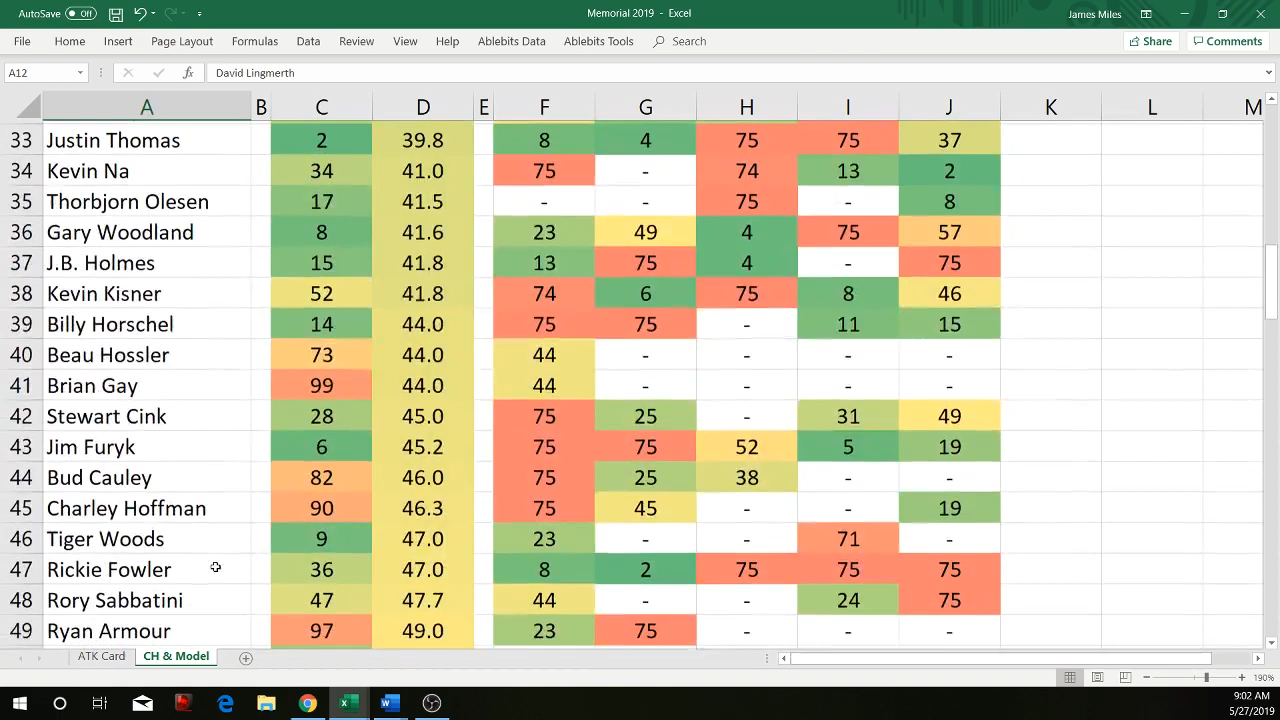 AutoSave Off Memorial 2019 - Excel James Miles
File Home Insert Page Layout Formulas Data Review View Help Ablebits Data Ablebits Tools Search Share Comments
A12 fx David Lingmerth
A B C D E F G H I J K L M
33 Justin Thomas 2 39.8 8 4 75 75 37
34 Kevin Na 34 41.0 75 - 74 13 2
35 Thorbjorn Olesen 17 41.5 - - 75 - 8
36 Gary Woodland 8 41.6 23 49 4 75 57
37 J.B. Holmes 15 41.8 13 75 4 - 75
38 Kevin Kisner 52 41.8 74 6 75 8 46
39 Billy Horschel 14 44.0 75 75 - 11 15
40 Beau Hossler 73 44.0 44 - - - -
41 Brian Gay 99 44.0 44 - - - -
42 Stewart Cink 28 45.0 75 25 - 31 49
43 Jim Furyk 6 45.2 75 75 52 5 19
44 Bud Cauley 82 46.0 75 25 38 - -
45 Charley Hoffman 90 46.3 75 45 - - 19
46 Tiger Woods 9 47.0 23 - - 71 -
47 Rickie Fowler 36 47.0 8 2 75 75 75
48 Rory Sabbatini 47 47.7 44 - - 24 75
49 Ryan Armour 97 49.0 23 75 - - -
ATK Card CH & Model
190%
9:02 AM
5/27/2019